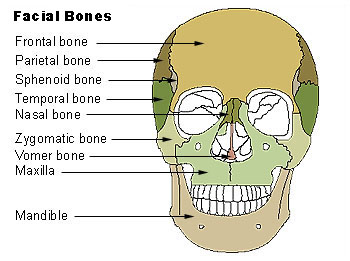 Facial Bones
Frontal bone
Parietal bone
Sphenoid bone
Temporal bone
Nasal bone
Zygomatic bone
Vomer bone
Maxilla
Mandible